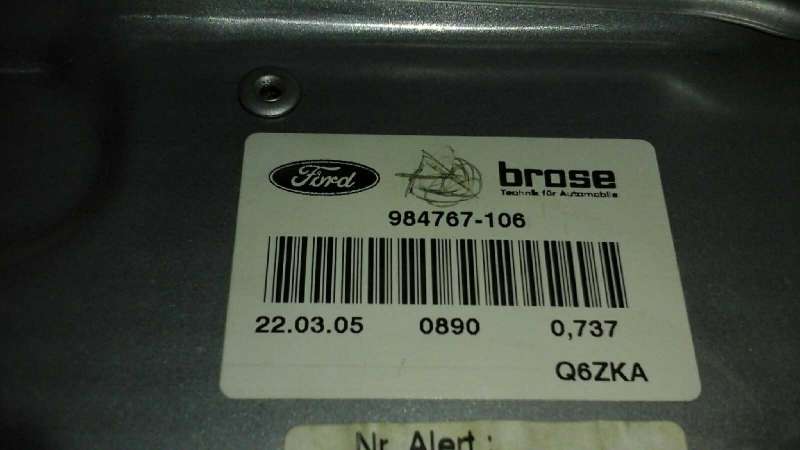 Ford
brose
Technik für Automobile
984767-106
22.03.05 0890 0,737
Q6ZKA
Nr. Alert.: